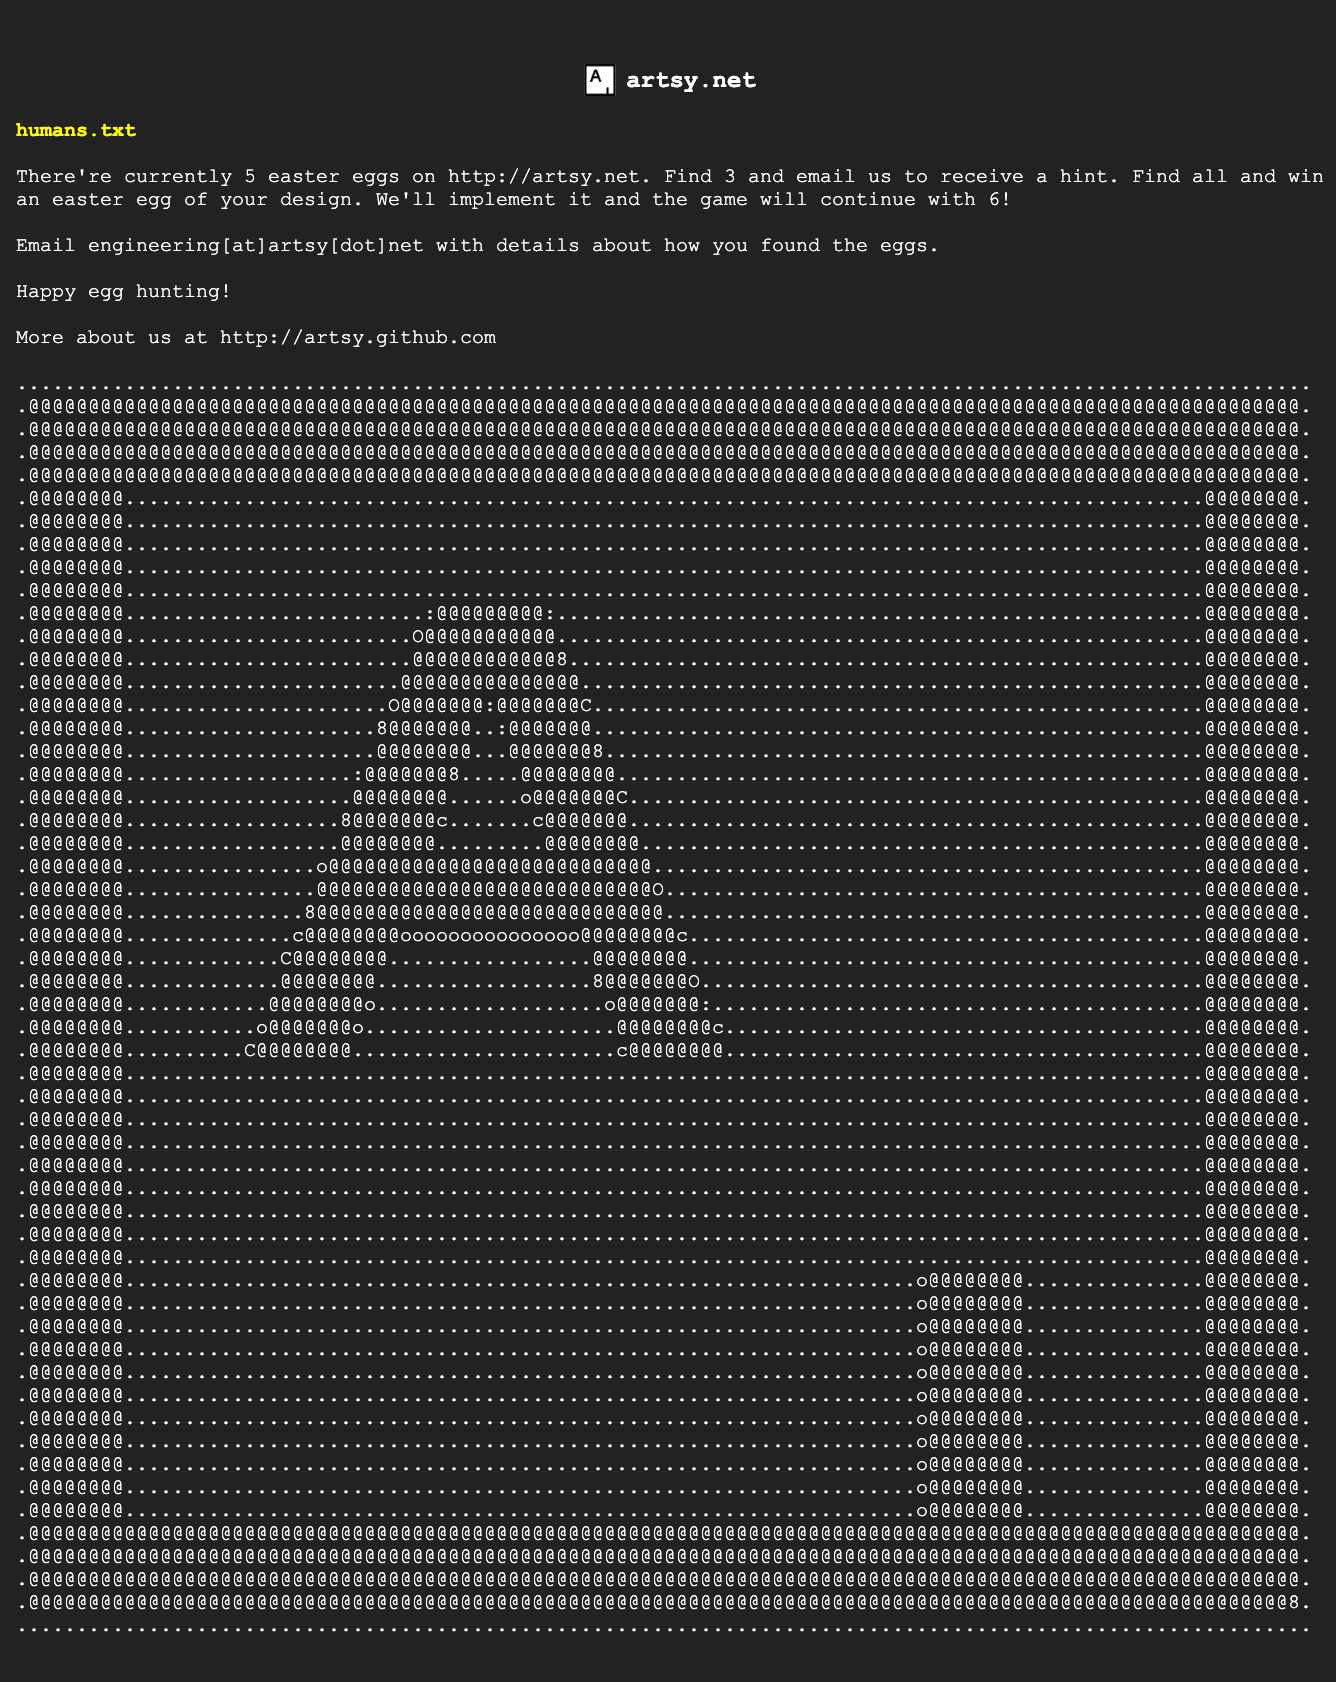 A artsy.net
humans.txt
There're currently 5 easter eggs on http://artsy.net. Find 3 and email us to receive a hint. Find all and win
an easter egg of your design. We'll implement it and the game will continue with 6!
Email engineering[at]artsy[dot]net with details about how you found the eggs.
Happy egg hunting!
More about us at http://artsy.github.com